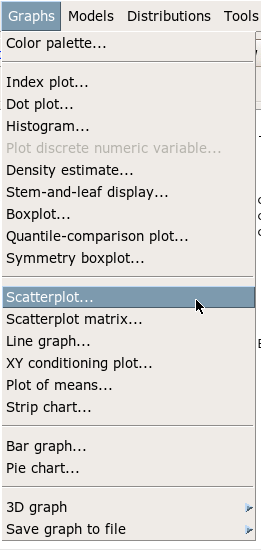 Graphs Models Distributions Tools
Color palette...
Index plot...
Dot plot...
Histogram...
Plot discrete numeric variable...
Density estimate...
Stem-and-leaf display...
Boxplot...
Quantile-comparison plot...
Symmetry boxplot...
Scatterplot...
Scatterplot matrix...
Line graph...
XY conditioning plot...
Plot of means...
Strip chart...
Bar graph...
Pie chart...
3D graph
Save graph to file